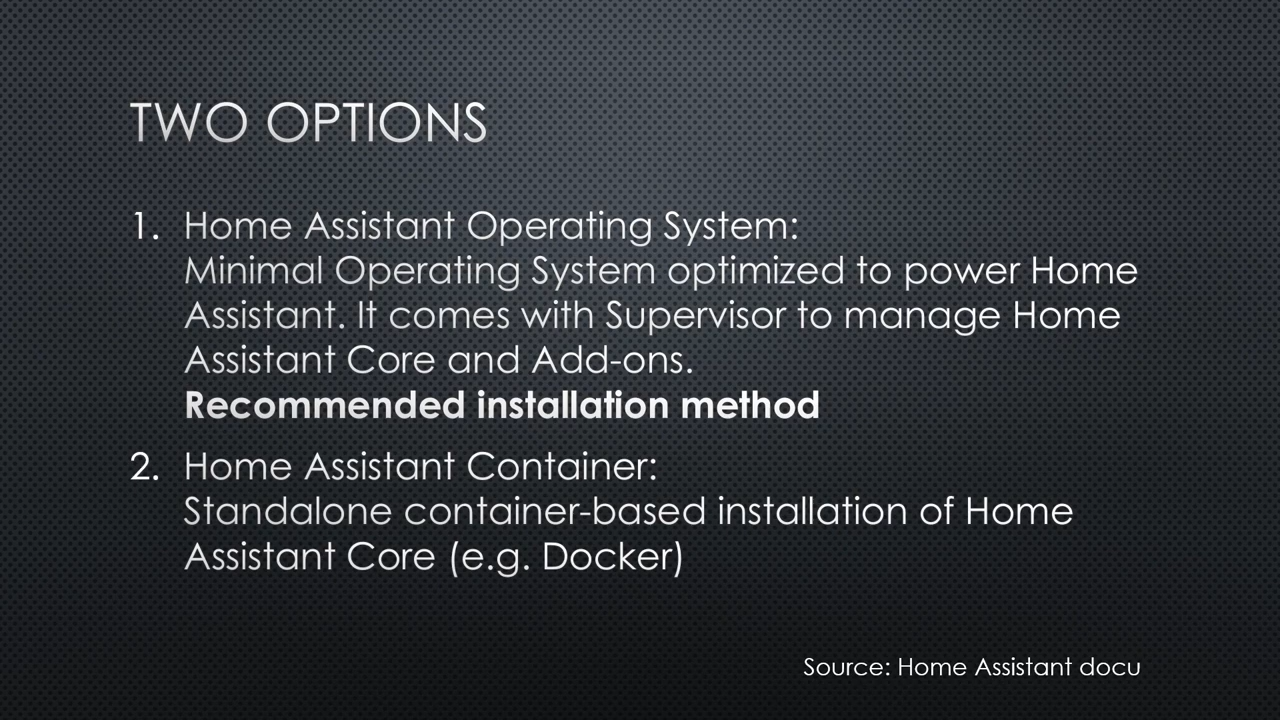 TWO OPTIONS
1. Home Assistant Operating System:
Minimal Operating System optimized to power Home
Assistant. It comes with Supervisor to manage Home
Assistant Core and Add-ons.
Recommended installation method
2. Home Assistant Container:
Standalone container-based installation of Home
Assistant Core (e.g. Docker)
Source: Home Assistant docu